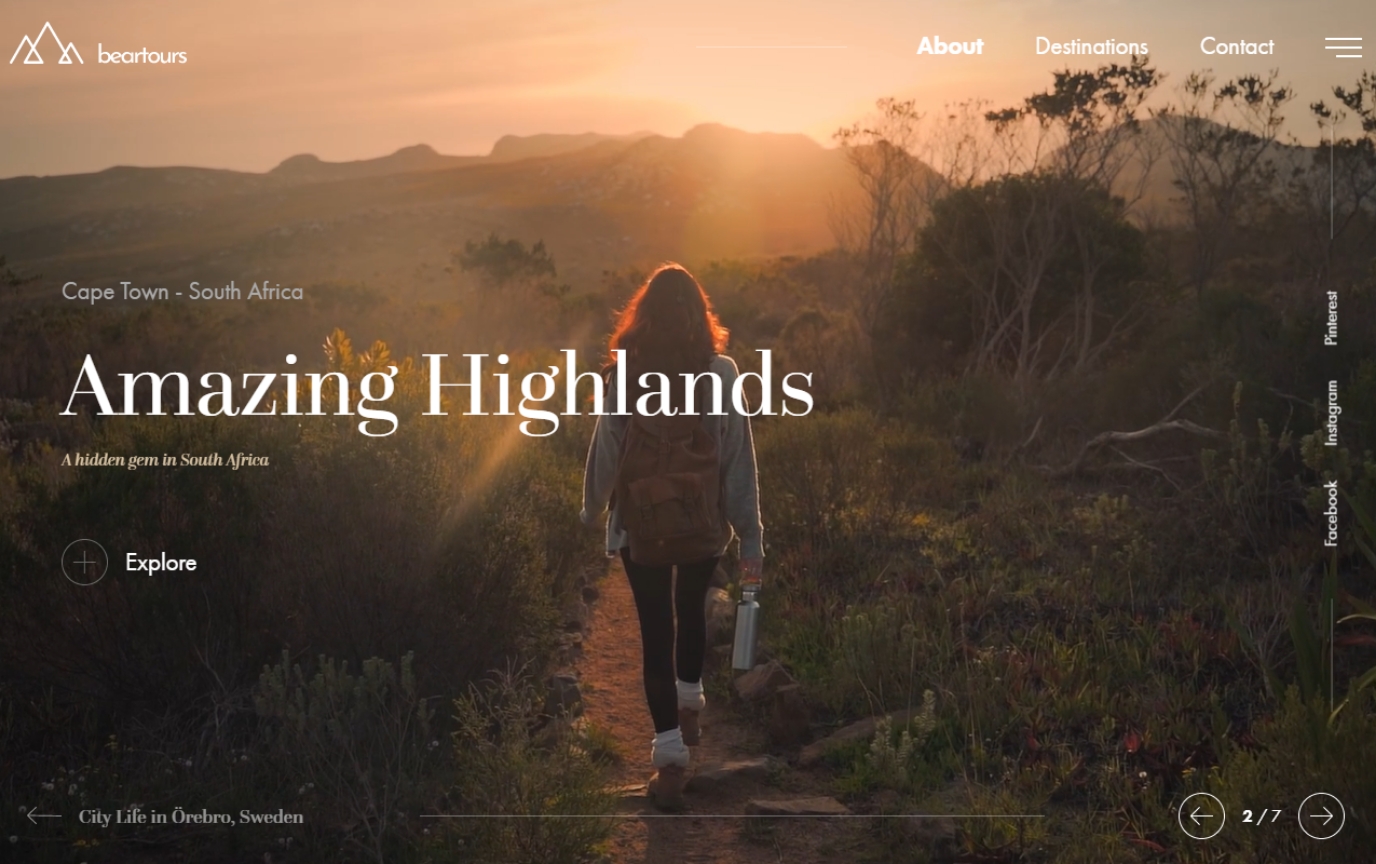 beartours
About
Destinations
Contact
Cape Town - South Africa
Amazing Highlands
A hidden gem in South Africa
Explore
Pinterest
Instagram
Facebook
City Life in Örebro, Sweden
2 / 7